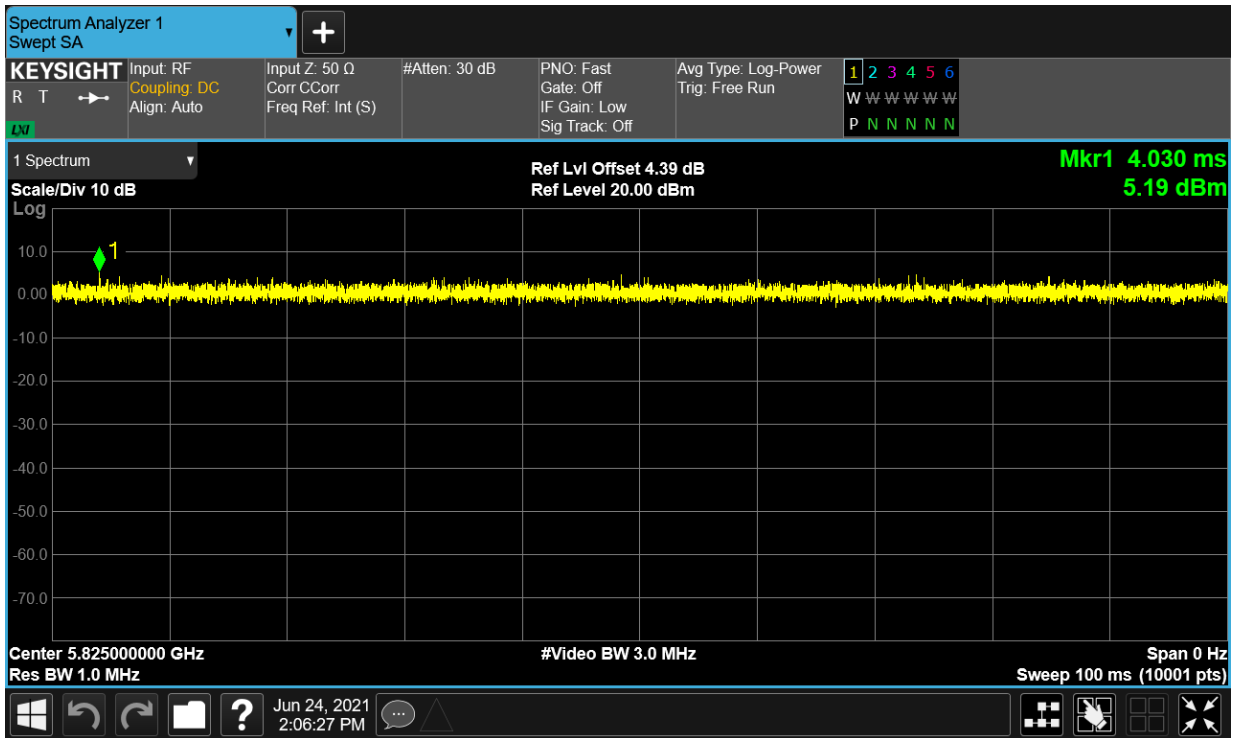 Spectrum Analyzer 1
Swept SA
KEYSIGHT
R T
LXI
Input: RF
Coupling: DC
Align: Auto
Input Z: 50 Ω
Corr CCorr
Freq Ref: Int (S)
#Atten: 30 dB
PNO: Fast
Gate: Off
IF Gain: Low
Sig Track: Off
Avg Type: Log-Power
Trig: Free Run
1 2 3 4 5 6
W W W W W W
P N N N N N
1 Spectrum
Scale/Div 10 dB
Log
Ref Lvl Offset 4.39 dB
Ref Level 20.00 dBm
Mkr1 4.030 ms
5.19 dBm
1
10.0
0.00
-10.0
-20.0
-30.0
-40.0
-50.0
-60.0
-70.0
Center 5.825000000 GHz
Res BW 1.0 MHz
#Video BW 3.0 MHz
Span 0 Hz
Sweep 100 ms (10001 pts)
?
Jun 24, 2021
2:06:27 PM